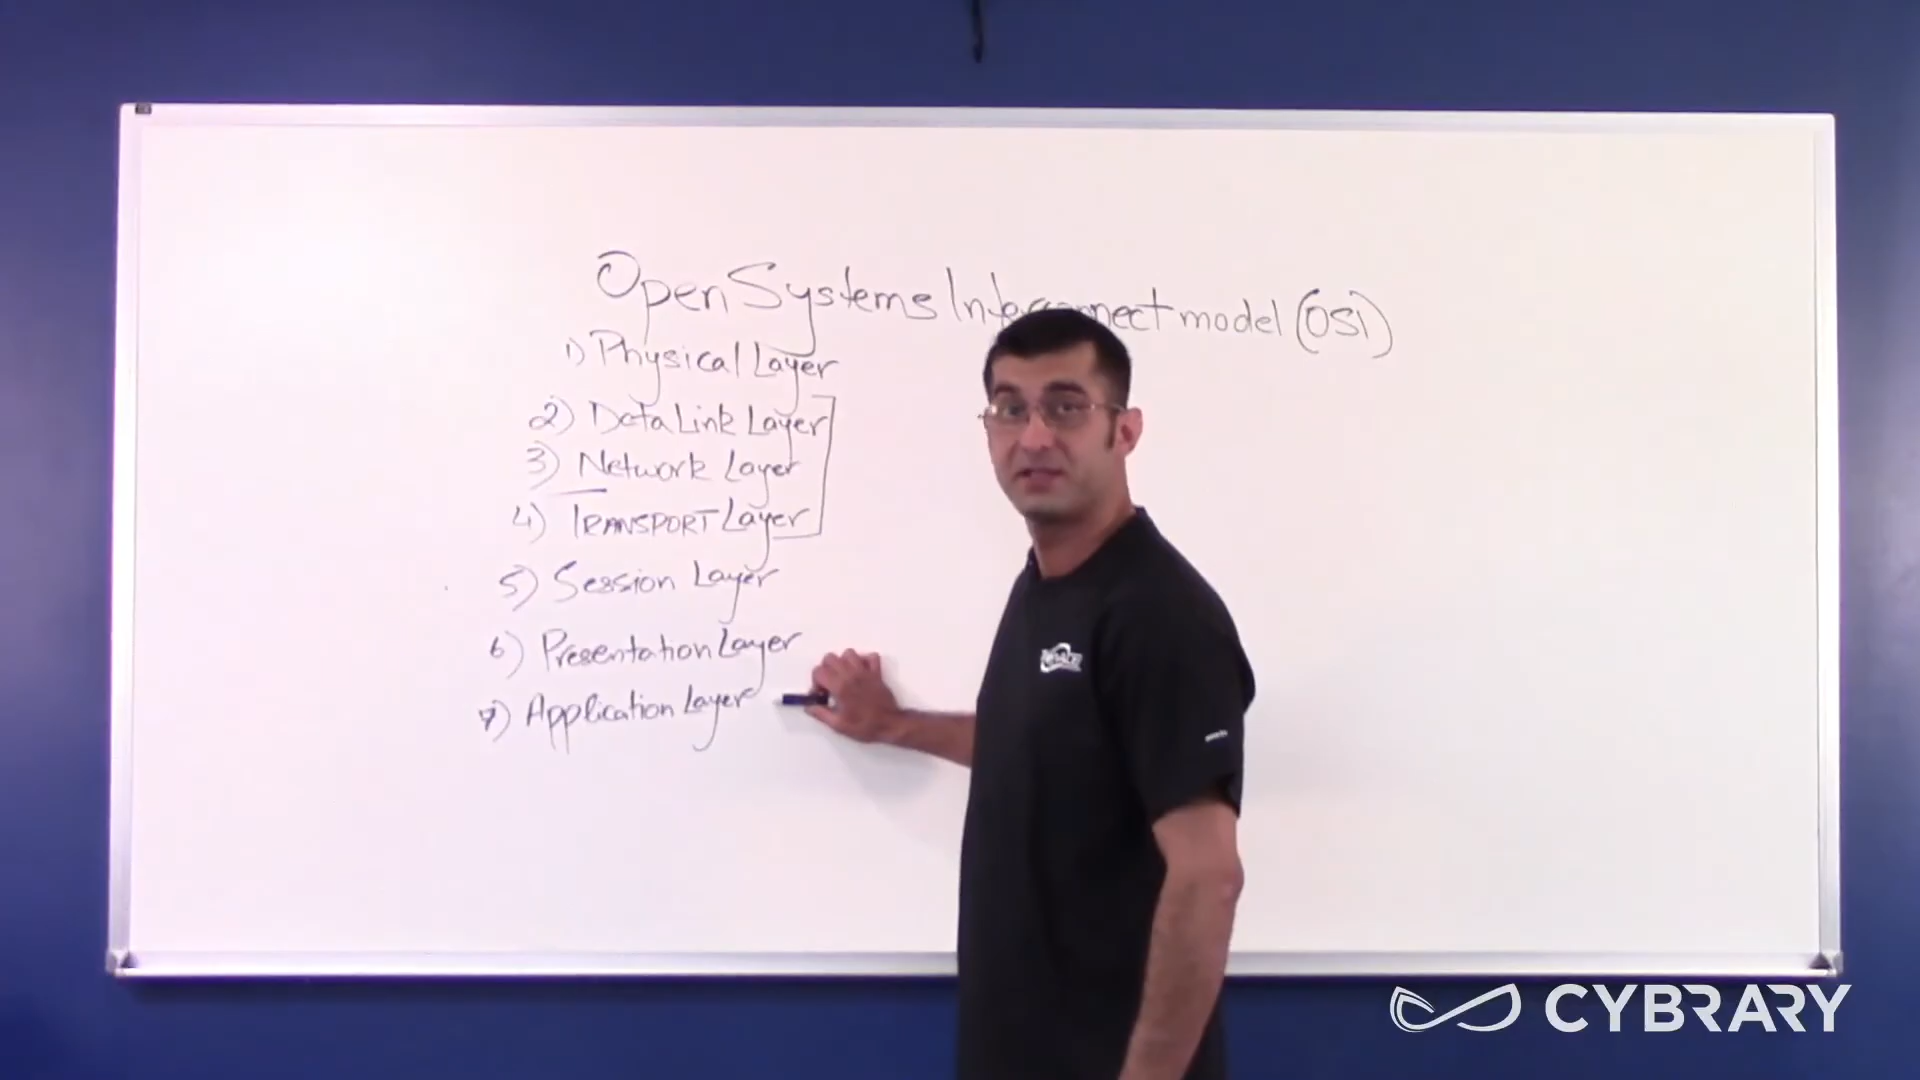 Open Systems Interconnect model (OSI)
1) Physical Layer
2) Data Link Layer
3) Network Layer
4) TRANSPORT Layer
5) Session Layer
6) Presentation Layer
7) Application Layer
CYBRARY